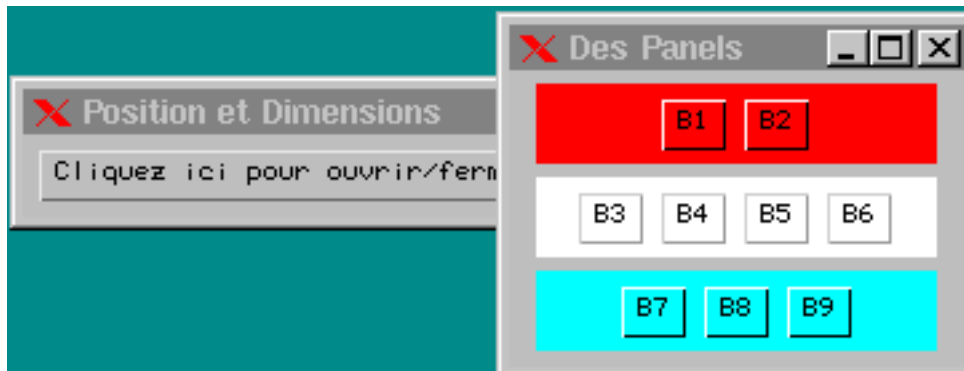 Des Panels
Position et Dimensions
B1 B2
Cliquez ici pour ouvrir/ferm
B3 B4 B5 B6
B7 B8 B9